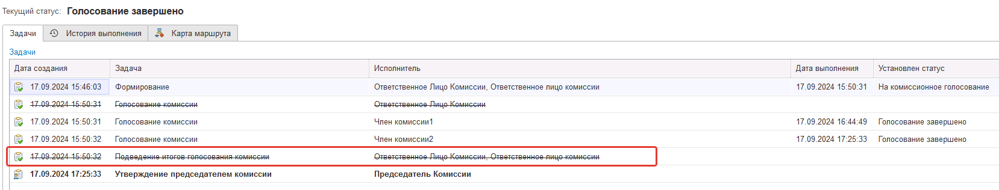 Текущий статус: Голосование завершено
Задачи История выполнения Карта маршрута
Задачи
Дата создания Задача Исполнитель Дата выполнения Установлен статус
17.09.2024 15:46:03 Формирование Ответственное Лицо Комиссии, Ответственное лицо комиссии 17.09.2024 15:50:31 На комиссионное голосование
17.09.2024 15:50:31 Голосование комиссии Ответственное Лицо Комиссии
17.09.2024 15:50:31 Голосование комиссии Член комиссии1 17.09.2024 16:44:49 Голосование завершено
17.09.2024 15:50:32 Голосование комиссии Член комиссии2 17.09.2024 17:25:33 Голосование завершено
17.09.2024 15:50:32 Подведение итогов голосования комиссии Ответственное Лицо Комиссии, Ответственное лицо комиссии
17.09.2024 17:25:33 Утверждение председателем комиссии Председатель Комиссии